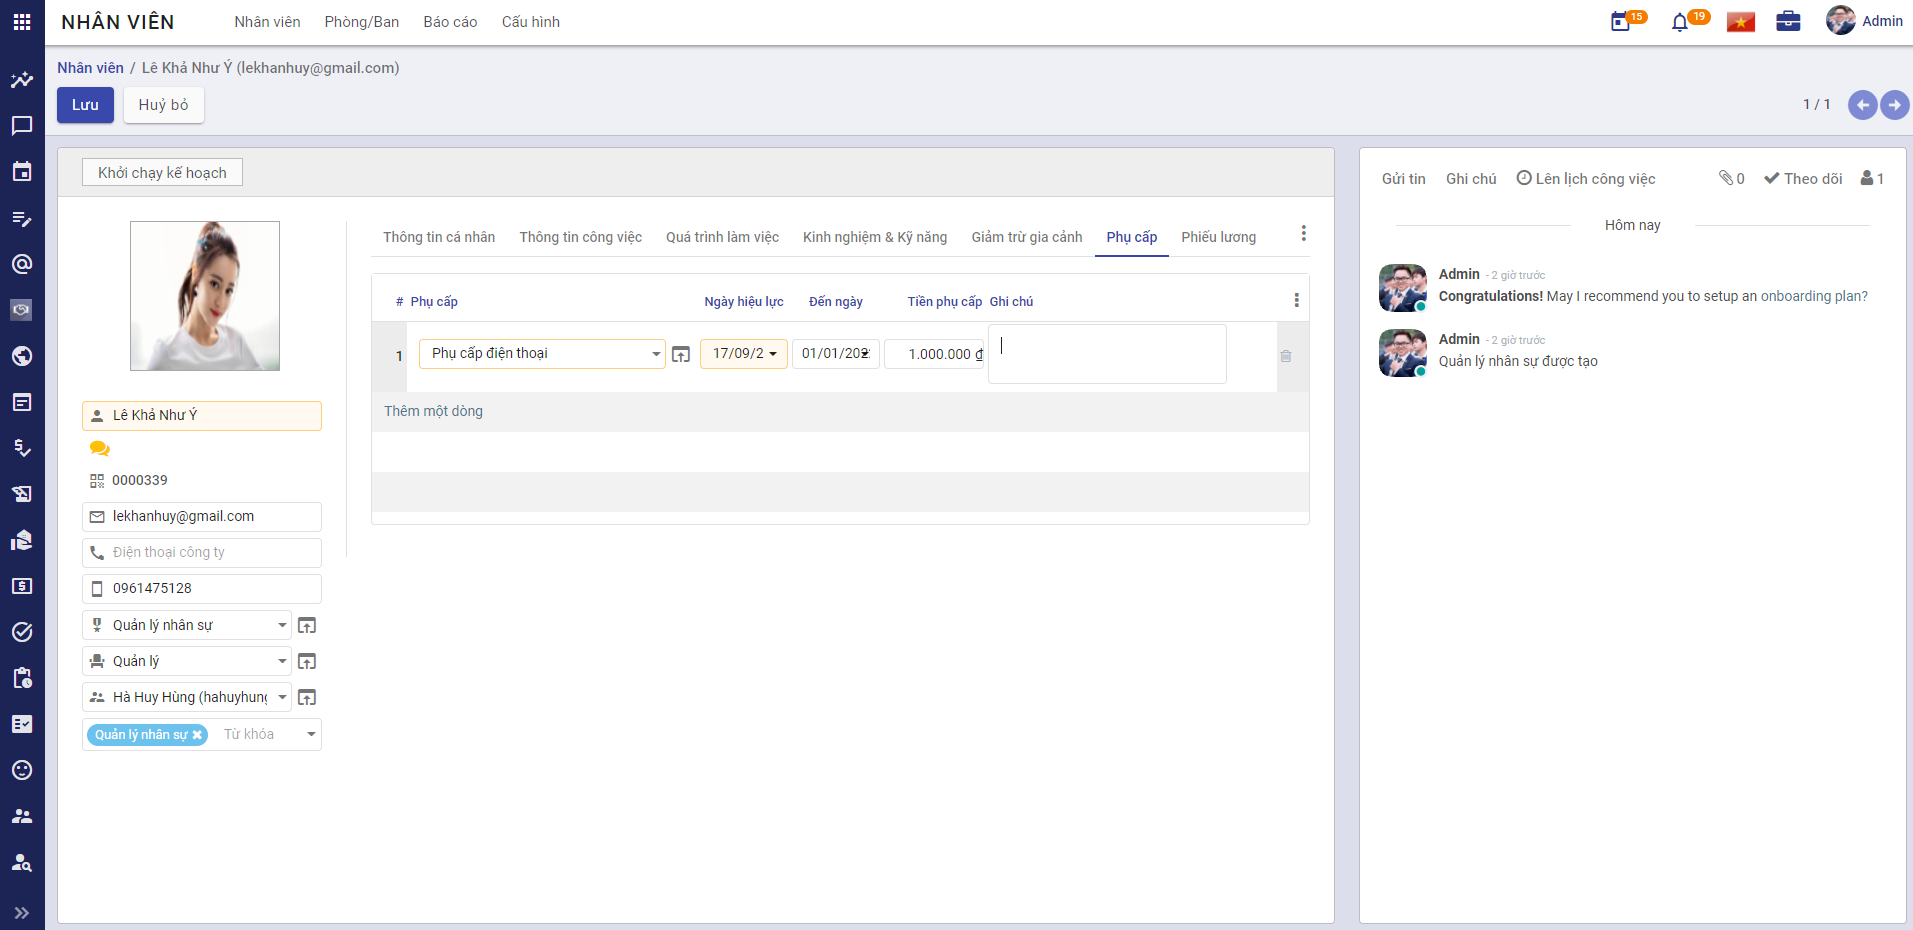 NHÂN VIÊN
Nhân viên Phòng/Ban Báo cáo Cấu hình
15
19
Admin
Nhân viên / Lê Khả Như Ý (lekhanhuy@gmail.com)
Lưu Huỷ bỏ
1 / 1
Khởi chạy kế hoạch
Thông tin cá nhân Thông tin công việc Quá trình làm việc Kinh nghiệm & Kỹ năng Giảm trừ gia cảnh Phụ cấp Phiếu lương
# Phụ cấp Ngày hiệu lực Đến ngày Tiền phụ cấp Ghi chú
1 Phụ cấp điện thoại 17/09/2 01/01/202 1.000.000 ₫
Thêm một dòng
Lê Khả Như Ý
0000339
lekhanhuy@gmail.com
Điện thoại công ty
0961475128
Quản lý nhân sự
Quản lý
Hà Huy Hùng (hahuyhung
Quản lý nhân sự Từ khóa
Gửi tin Ghi chú Lên lịch công việc 0 Theo dõi 1
Hôm nay
Admin - 2 giờ trước
Congratulations! May I recommend you to setup an onboarding plan?
Admin - 2 giờ trước
Quản lý nhân sự được tạo